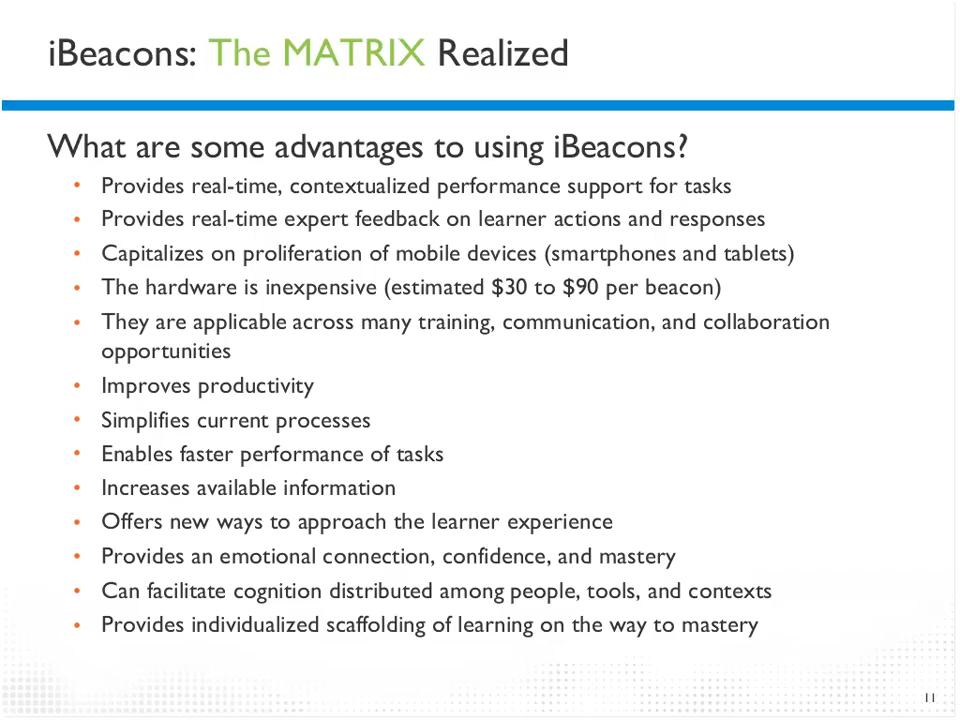 iBeacons: The MATRIX Realized
What are some advantages to using iBeacons?
• Provides real-time, contextualized performance support for tasks
• Provides real-time expert feedback on learner actions and responses
• Capitalizes on proliferation of mobile devices (smartphones and tablets)
• The hardware is inexpensive (estimated $30 to $90 per beacon)
• They are applicable across many training, communication, and collaboration
opportunities
• Improves productivity
• Simplifies current processes
• Enables faster performance of tasks
• Increases available information
• Offers new ways to approach the learner experience
• Provides an emotional connection, confidence, and mastery
• Can facilitate cognition distributed among people, tools, and contexts
• Provides individualized scaffolding of learning on the way to mastery
11